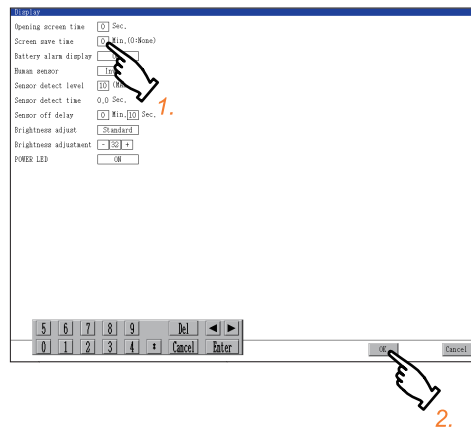 Display
Opening screen time 0 Sec.
Screen save time 0 Min.(0:None)
Battery alarm display
Human sensor
Sensor detect level 10
Sensor detect time 0.0 Sec.
1.
Sensor off delay 0 Min. 10 Sec.
Brightness adjust Standard
Brightness adjustment - 32 +
POWER LED ON
5 6 7 8 9 Del ◀ ▶
0 1 2 3 4 ± Cancel Enter
OK Cancel
2.